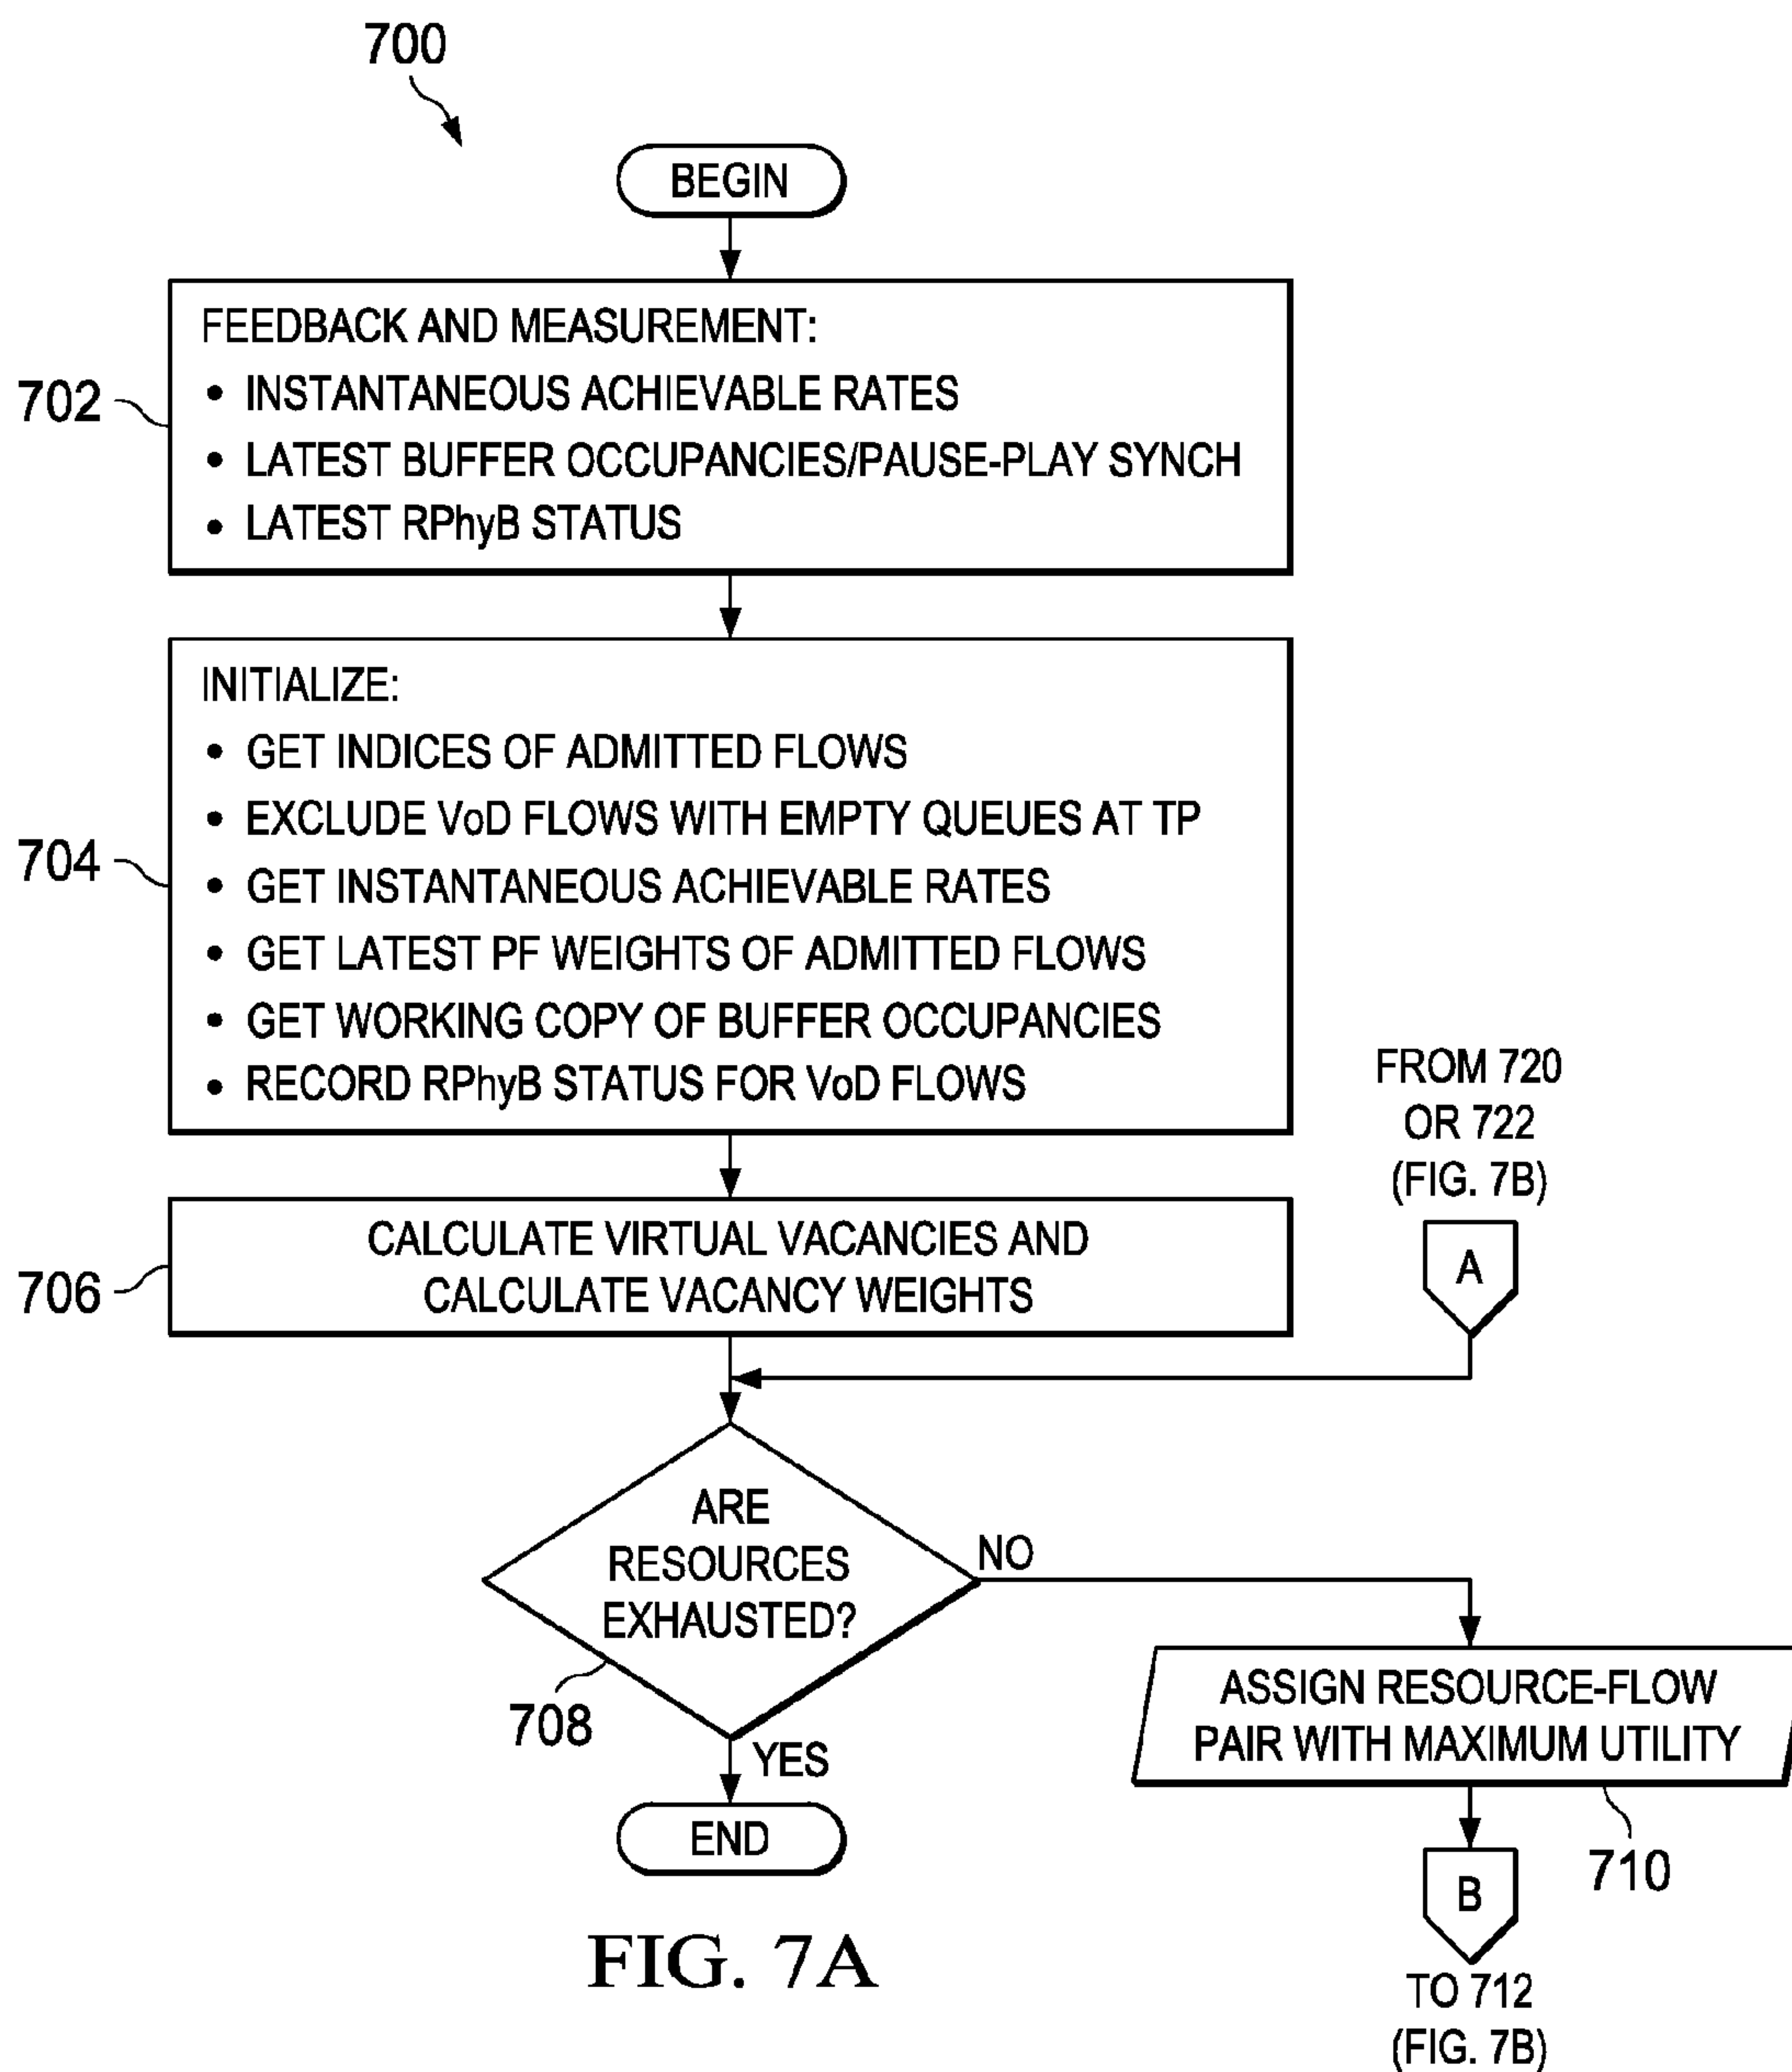 700
BEGIN
702
FEEDBACK AND MEASUREMENT:
• INSTANTANEOUS ACHIEVABLE RATES
• LATEST BUFFER OCCUPANCIES/PAUSE-PLAY SYNCH
• LATEST RPhyB STATUS
704
INITIALIZE:
• GET INDICES OF ADMITTED FLOWS
• EXCLUDE VoD FLOWS WITH EMPTY QUEUES AT TP
• GET INSTANTANEOUS ACHIEVABLE RATES
• GET LATEST PF WEIGHTS OF ADMITTED FLOWS
• GET WORKING COPY OF BUFFER OCCUPANCIES
• RECORD RPhyB STATUS FOR VoD FLOWS
FROM 720
OR 722
(FIG. 7B)
A
706
CALCULATE VIRTUAL VACANCIES AND
CALCULATE VACANCY WEIGHTS
ARE
RESOURCES
EXHAUSTED?
NO
708
YES
END
ASSIGN RESOURCE-FLOW
PAIR WITH MAXIMUM UTILITY
710
B
TO 712
(FIG. 7B)
FIG. 7A